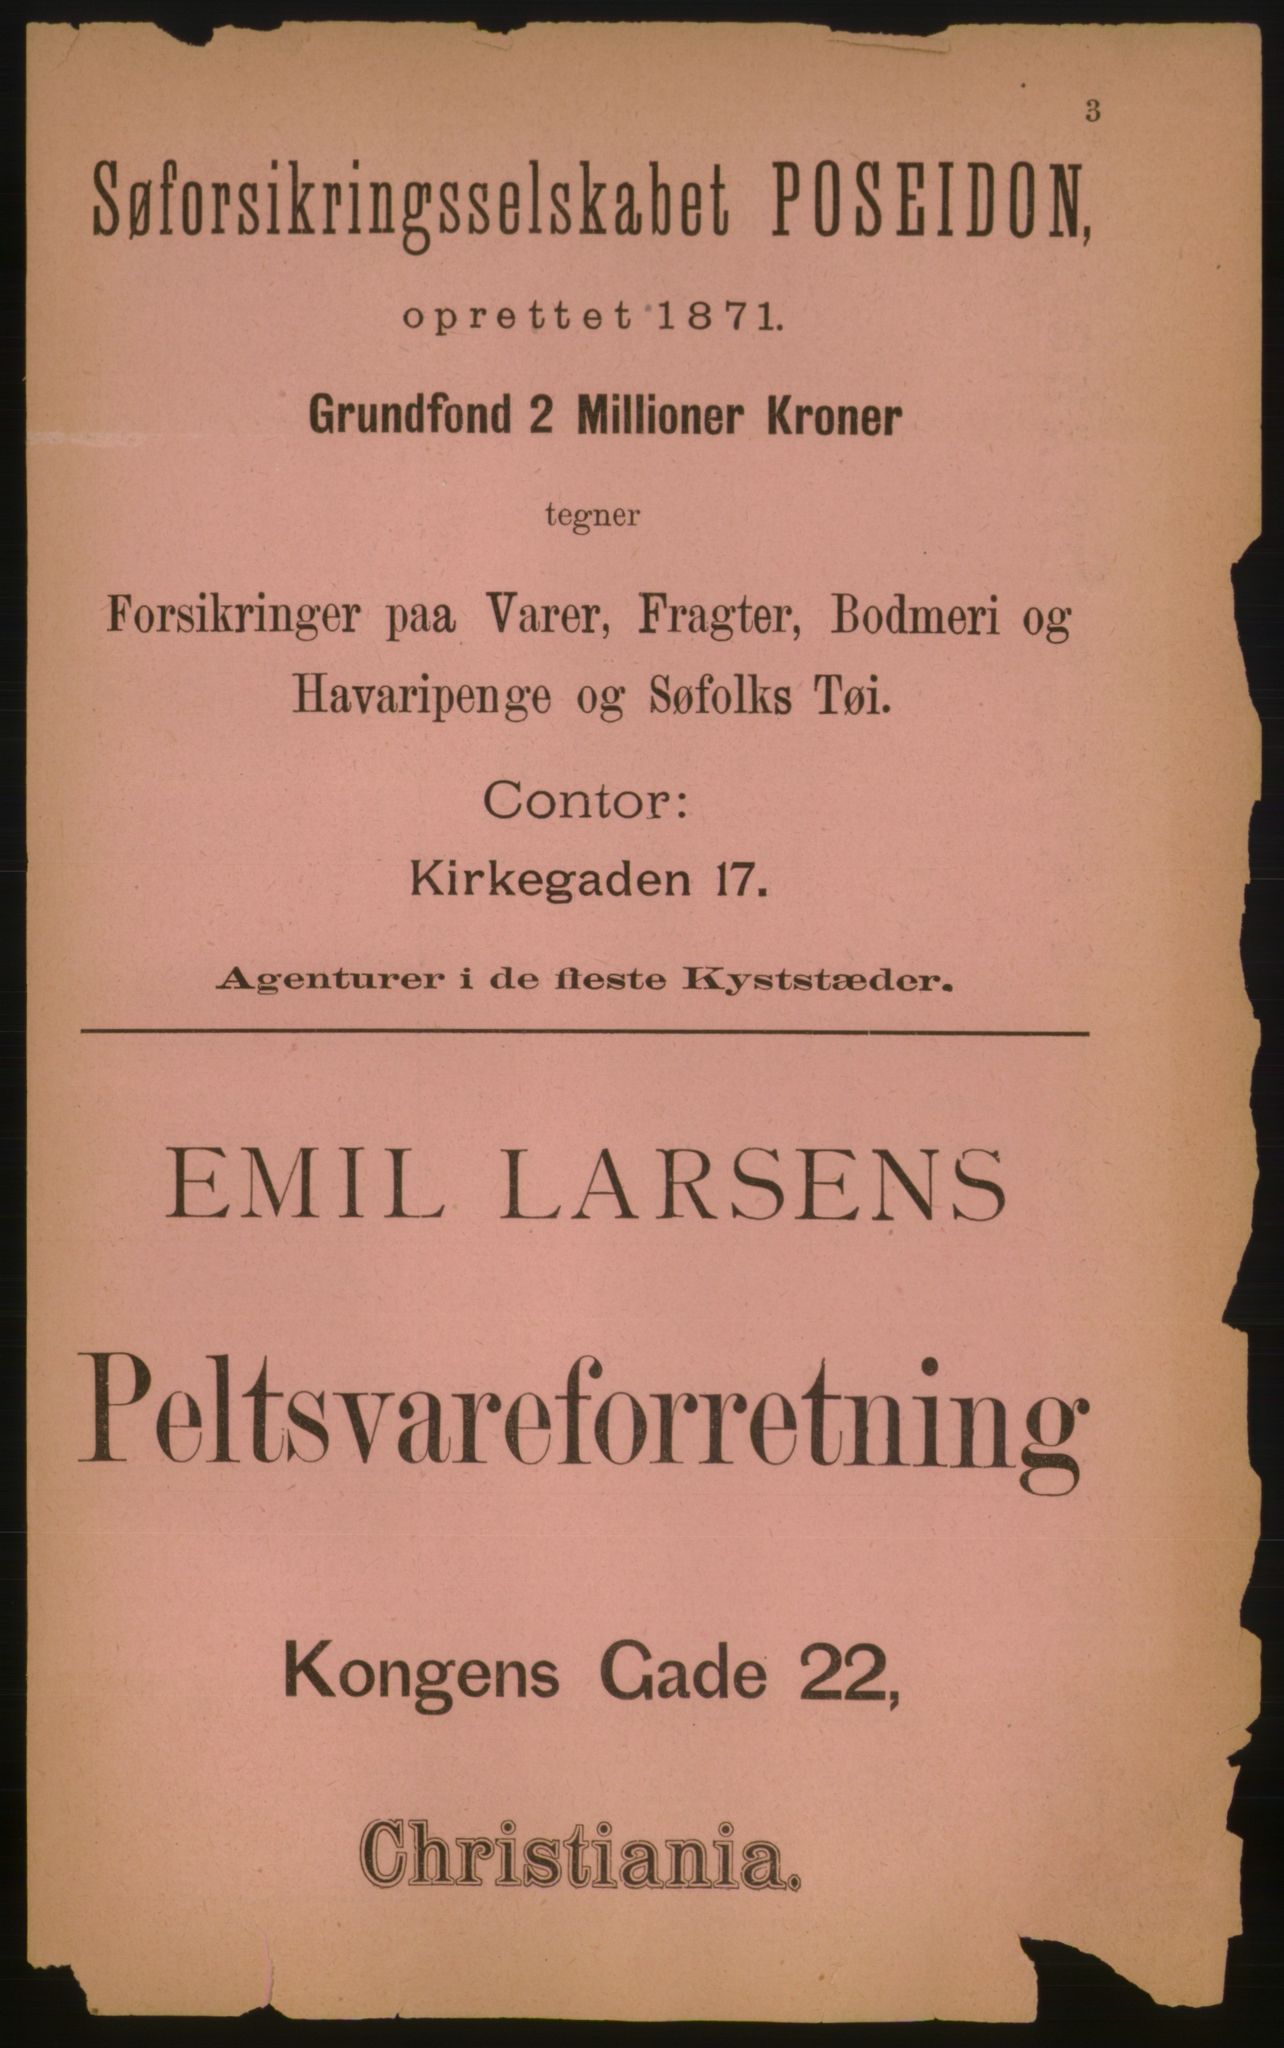 3
Søforsikringsselskabet POSEIDON,
oprettet 1871.
Grundfond 2 Millioner Kroner
tegner
Forsikringer paa Varer, Fragter, Bodmeri og
Havaripenge og Søfolks Tøi.
Contor:
Kirkegaden 17.
Agenturer i de fleste Kyststæder.
EMIL LARSENS
Peltsvareforretning
Kongens Gade 22,
Christiania.